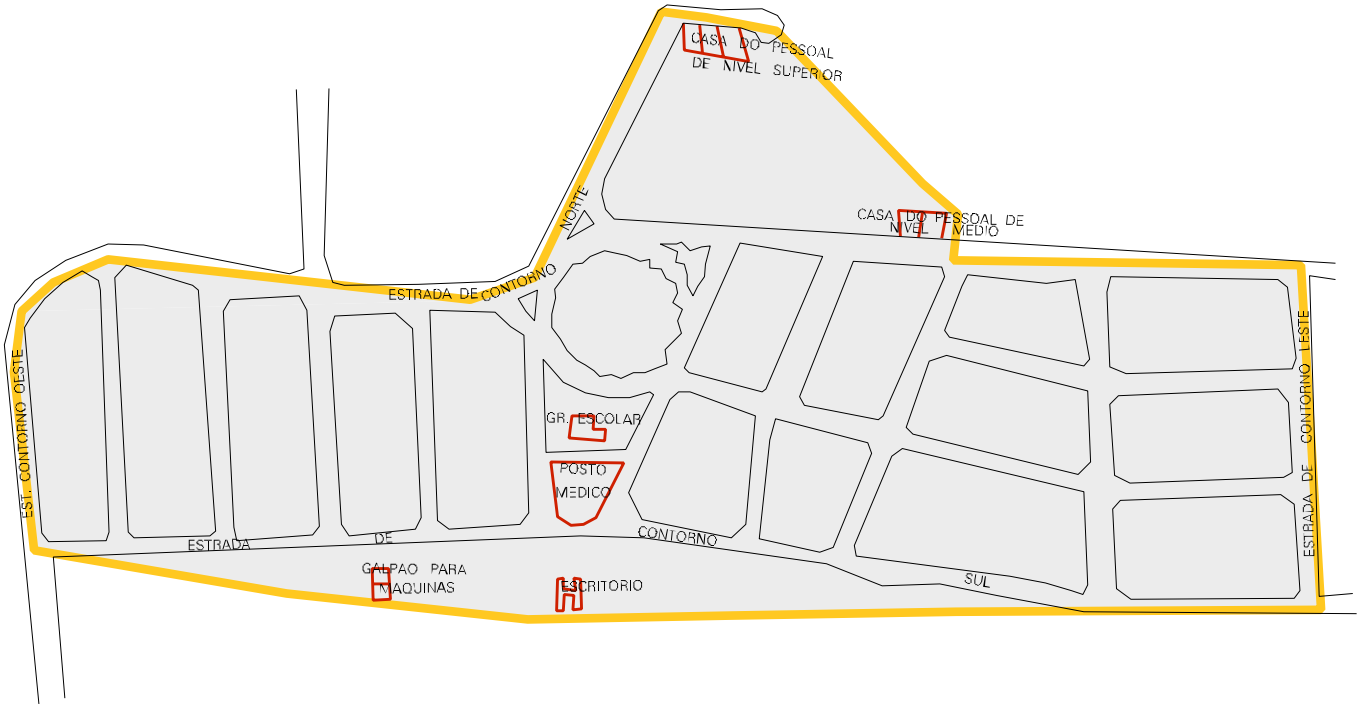 CASA DO PESSOAL
DE NIVEL SUPERIOR
NORTE
CASA DO PESSOAL DE
NIVEL MEDIO
ESTRADA DE CONTORNO
EST. CONTORNO OESTE
ESTRADA DE CONTORNO LESTE
GR. ESCOLAR
POSTO
MEDICO
ESTRADA DE CONTORNO SUL
GALPAO PARA
MAQUINAS
ESCRITORIO